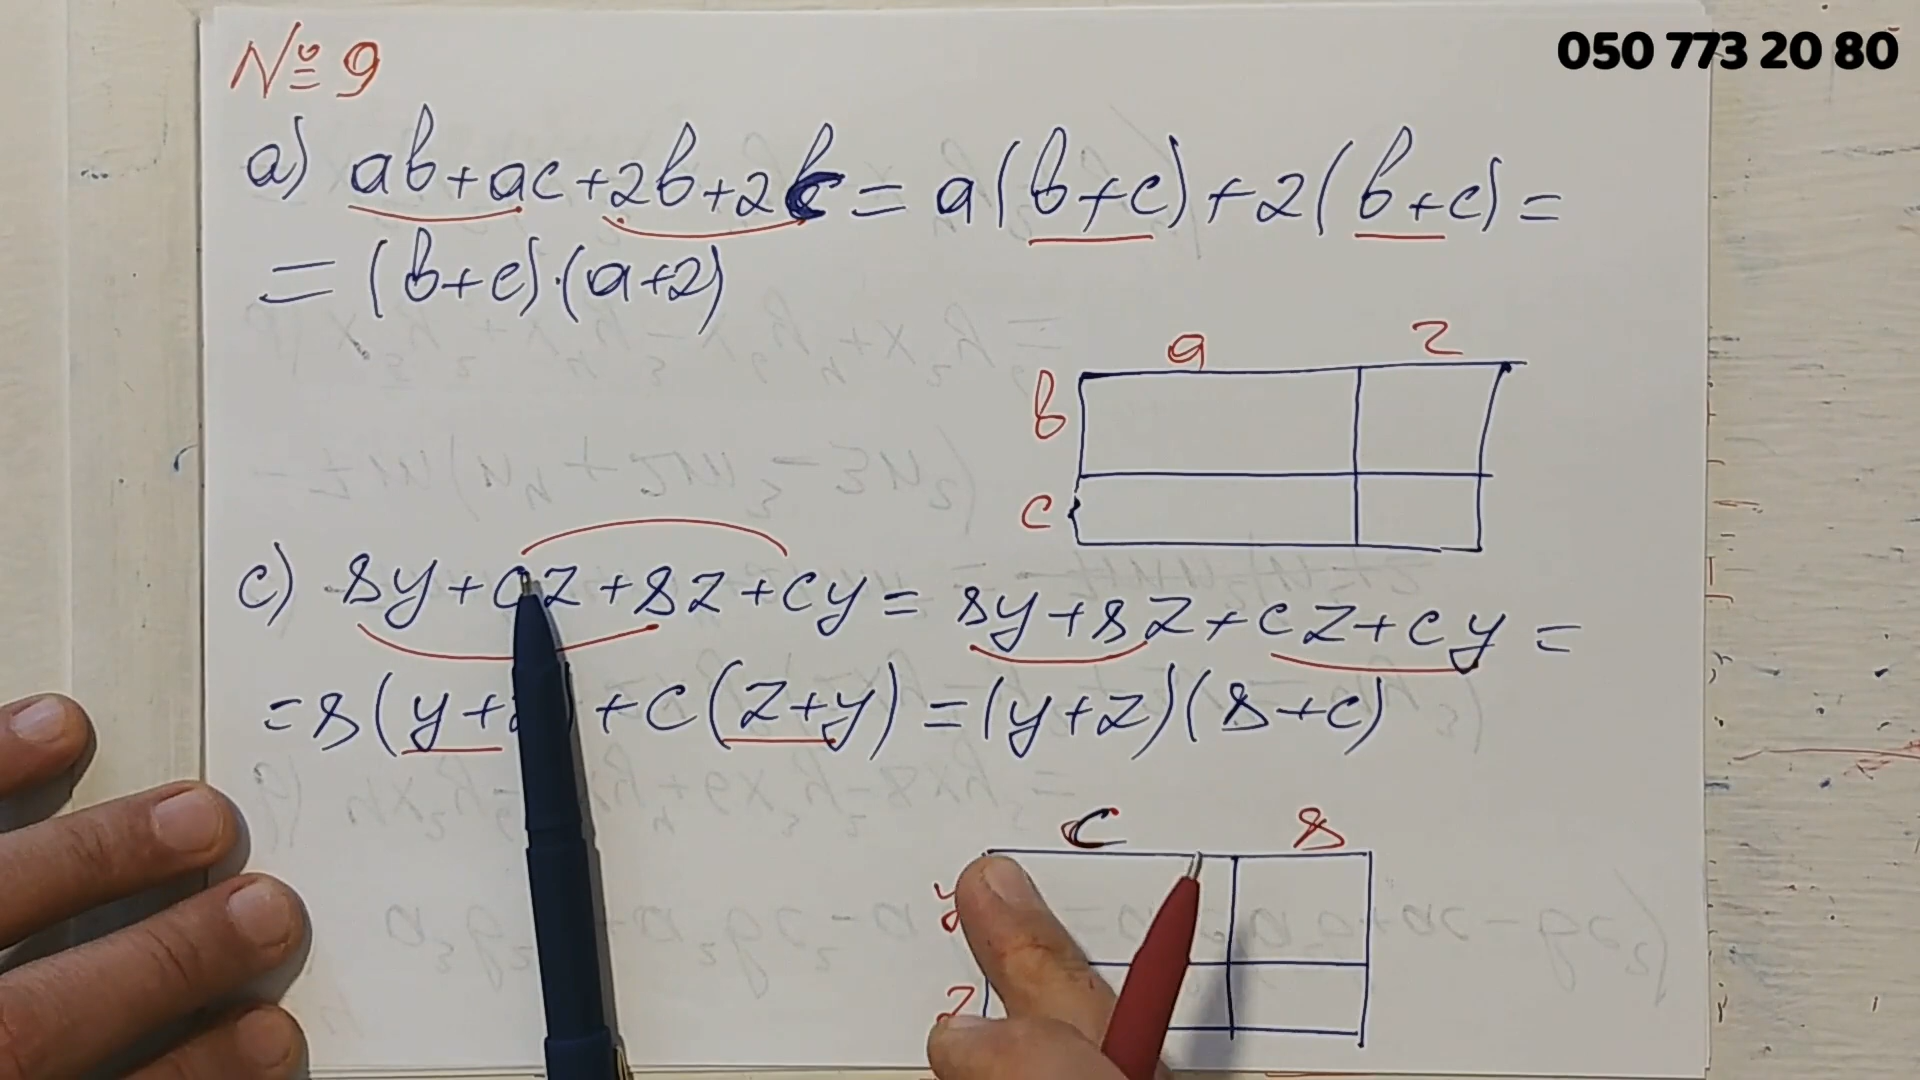 050 773 20 80
№ 9
a) ab+ac+2b+2c = a(b+c)+2(b+c) =
= (b+c)·(a+2)
a 2
b
c
c) 8y+cz+8z+cy = 8y+8z+cz+cy =
= 8(y+z)+c(z+y) = (y+z)(8+c)
c 8
y
z